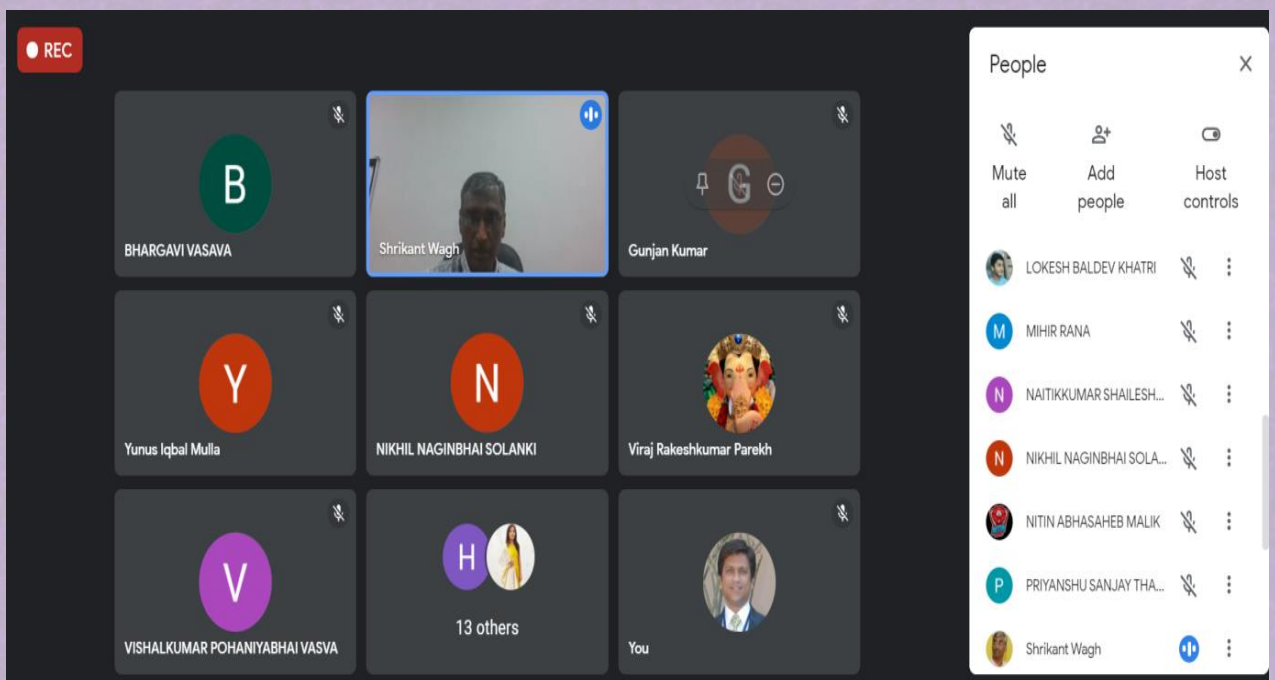 REC
B
BHARGAVI VASAVA
Shrikant Wagh
G
Gunjan Kumar
Y
Yunus Iqbal Mulla
N
NIKHIL NAGINBHAI SOLANKI
Viraj Rakeshkumar Parekh
V
VISHALKUMAR POHANIYABHAI VASVA
H
13 others
You
People
Mute
all
Add
people
Host
controls
LOKESH BALDEV KHATRI
M
MIHIR RANA
N
NAITIKKUMAR SHAILESH...
N
NIKHIL NAGINBHAI SOLA...
NITIN ABHASAHEB MALIK
P
PRIYANSHU SANJAY THA...
Shrikant Wagh